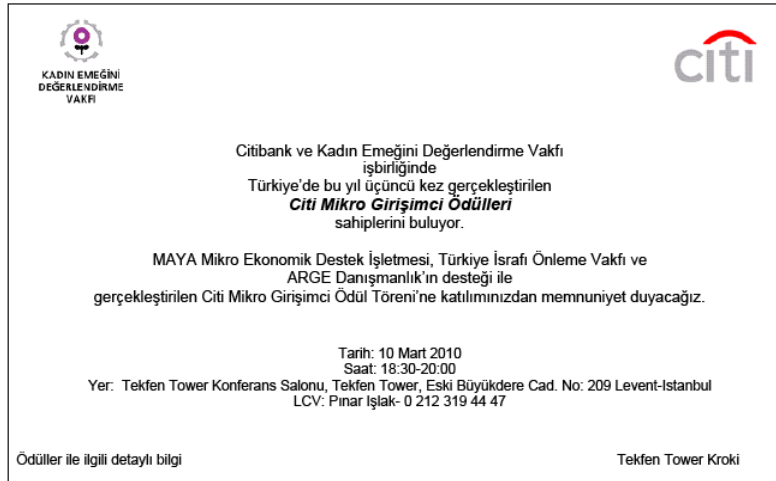 KADIN EMEĞİNİ
DEĞERLENDİRME
VAKFI
citi
Citibank ve Kadın Emeğini Değerlendirme Vakfı
işbirliğinde
Türkiye'de bu yıl üçüncü kez gerçekleştirilen
Citi Mikro Girişimci Ödülleri
sahiplerini buluyor.
MAYA Mikro Ekonomik Destek İşletmesi, Türkiye İsrafı Önleme Vakfı ve
ARGE Danışmanlık'ın desteği ile
gerçekleştirilen Citi Mikro Girişimci Ödül Töreni'ne katılımınızdan memnuniyet duyacağız.
Tarih: 10 Mart 2010
Saat: 18:30-20:00
Yer: Tekfen Tower Konferans Salonu, Tekfen Tower, Eski Büyükdere Cad. No: 209 Levent-Istanbul
LCV: Pınar Işlak- 0 212 319 44 47
Ödüller ile ilgili detaylı bilgi
Tekfen Tower Kroki